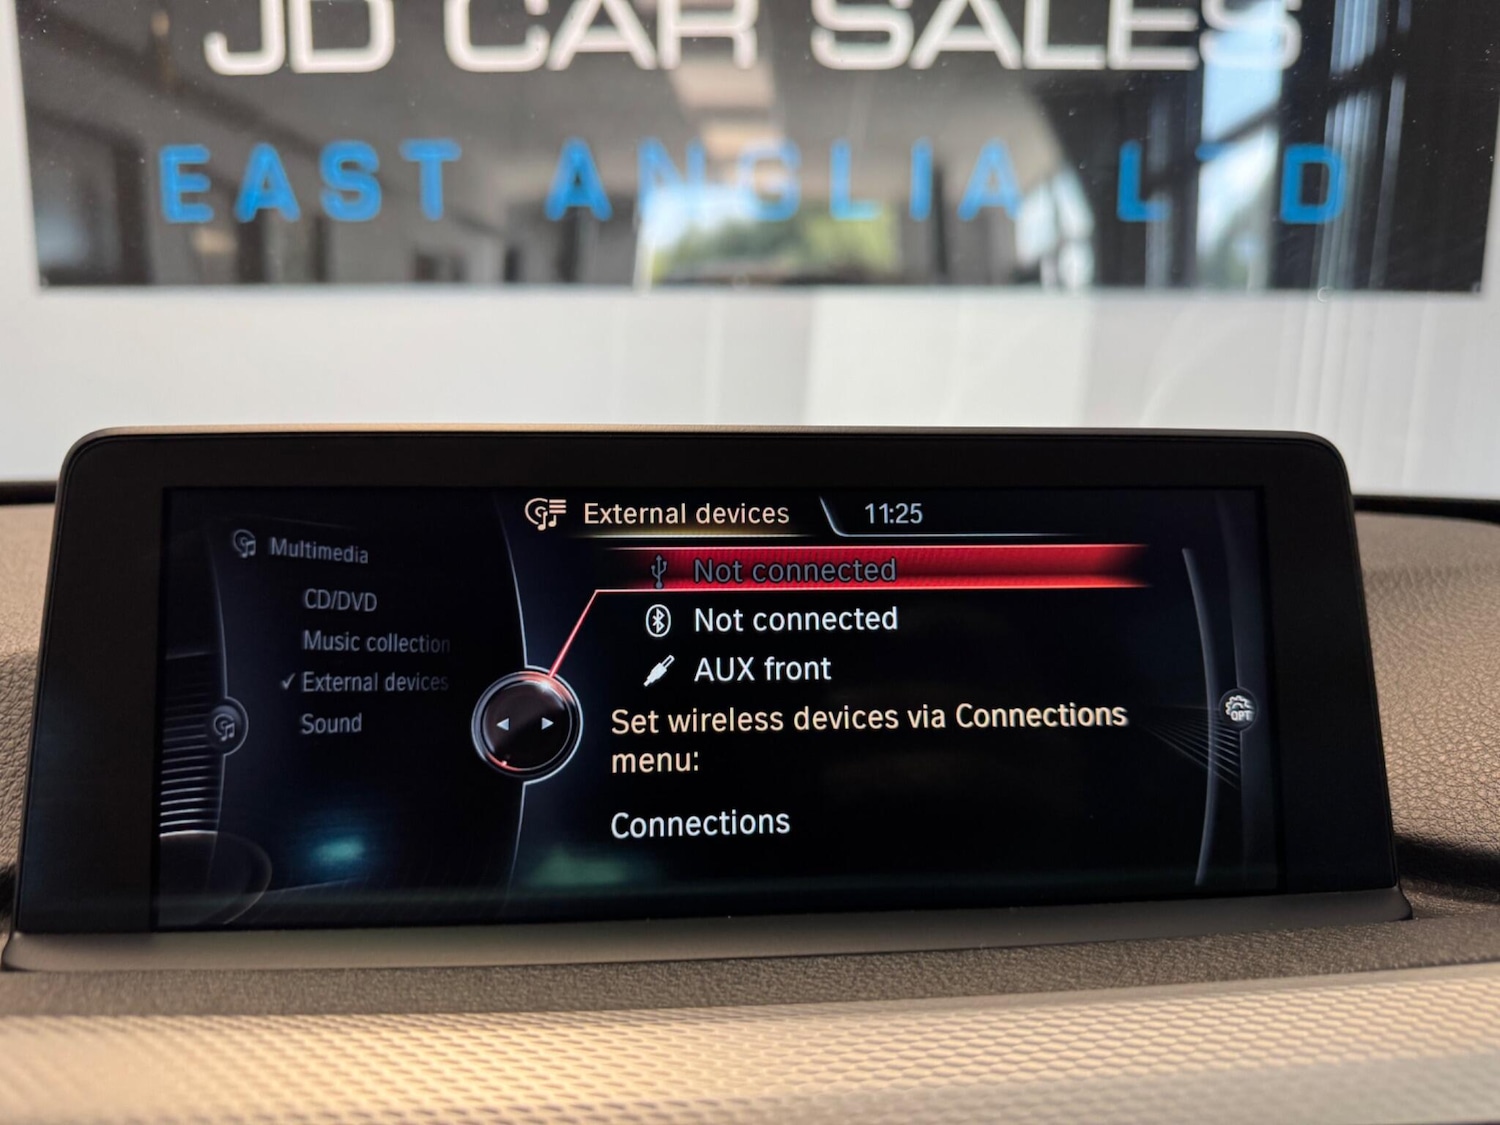 JD CAR SALES
EAST ANGLIA LTD
External devices
11:25
Multimedia
CD/DVD
Music collection
External devices
Sound
Not connected
Not connected
AUX front
Set wireless devices via Connections
menu:
Connections
OPT